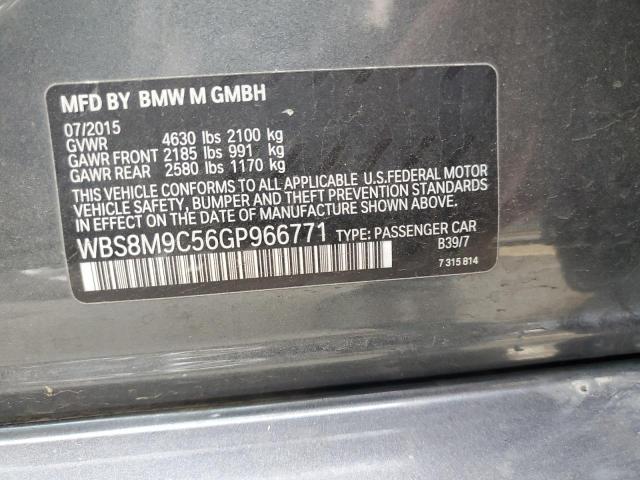 MFD BY BMW M GMBH
07/2015
GVWR 4630 lbs 2100 kg
GAWR FRONT 2185 lbs 991 kg
GAWR REAR 2580 lbs 1170 kg
THIS VEHICLE CONFORMS TO ALL APPLICABLE U.S.FEDERAL MOTOR
VEHICLE SAFETY, BUMPER AND THEFT PREVENTION STANDARDS
IN EFFECT ON THE DATE OF MANUFACTURE SHOWN ABOVE.
WBS8M9C56GP966771 TYPE: PASSENGER CAR
B39/7
7 315 814